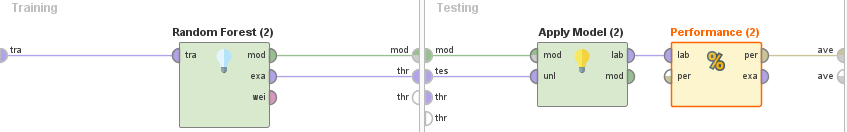 Training
Testing
Random Forest (2)
Apply Model (2)
Performance (2)
tra
tra
mod
mod
mod
mod
lab
lab
per
ave
exa
thr
tes
unl
mod
per
exa
ave
wei
thr
thr
thr
%